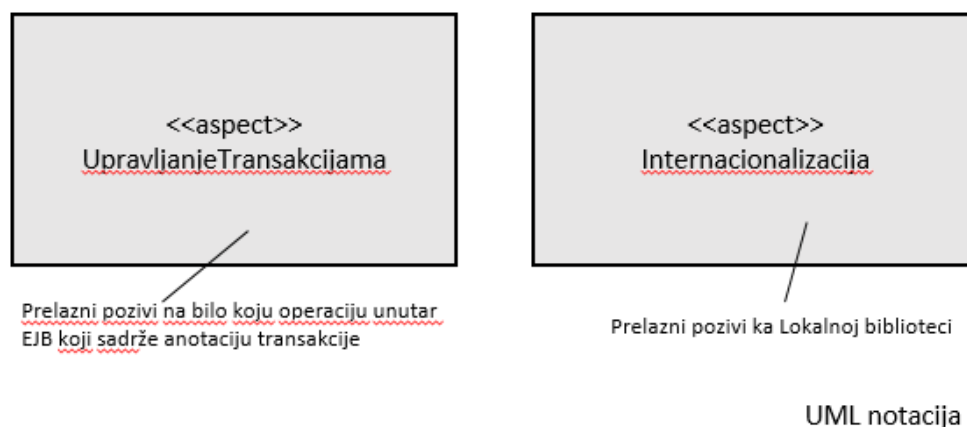 <<aspect>>
UpravljanjeTransakcijama
<<aspect>>
Internacionalizacija
Prelazni pozivi na bilo koju operaciju unutar
EJB koji sadrže anotaciju transakcije
Prelazni pozivi ka Lokalnoj biblioteci
UML notacija